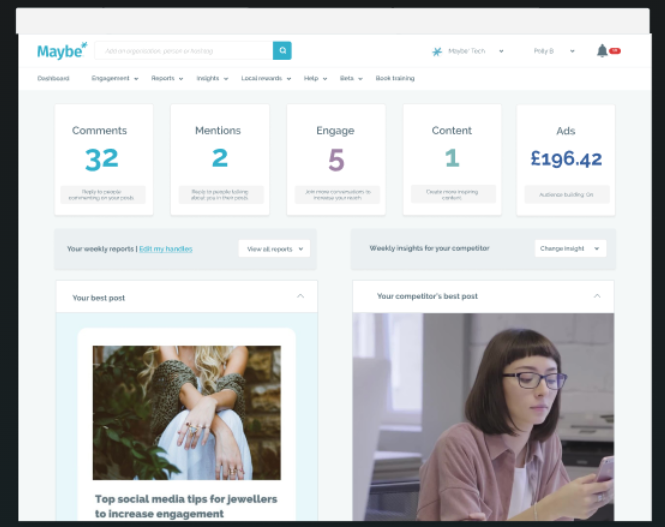 Maybe*
Add an organisation, person or hashtag
Maybe* Tech
Polly B
Dashboard
Engagement
Reports
Insights
Local rewards
Help
Beta
Book training
Comments
32
Reply to people
commenting on your posts
Mentions
2
Reply to people talking
about you in their posts
Engage
5
Join more conversations to
increase your reach
Content
1
Create more inspiring
content
Ads
£196.42
Audience building: On
Your weekly reports | Edit my handles
View all reports
Weekly insights for your competitor
Change insight
Your best post
Your competitor's best post
Top social media tips for jewellers
to increase engagement